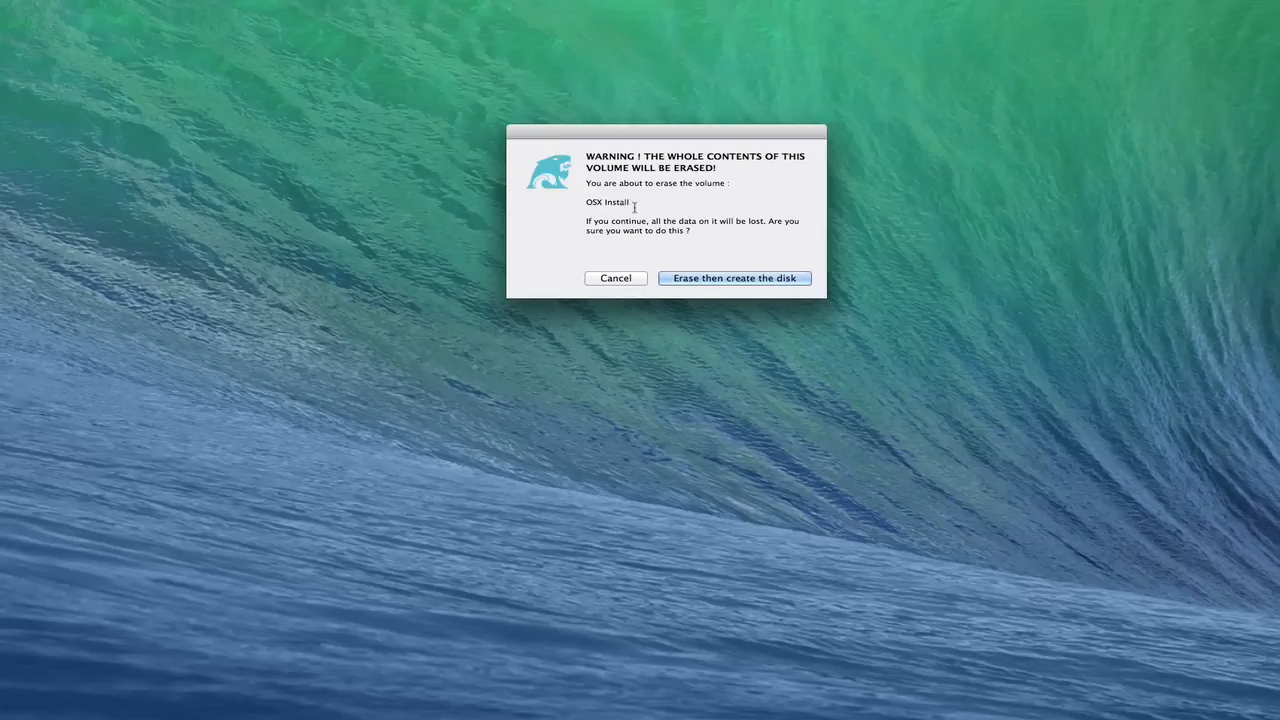 WARNING ! THE WHOLE CONTENTS OF THIS
VOLUME WILL BE ERASED!
You are about to erase the volume :
OSX Install
If you continue, all the data on it will be lost. Are you
sure you want to do this ?
Cancel
Erase then create the disk